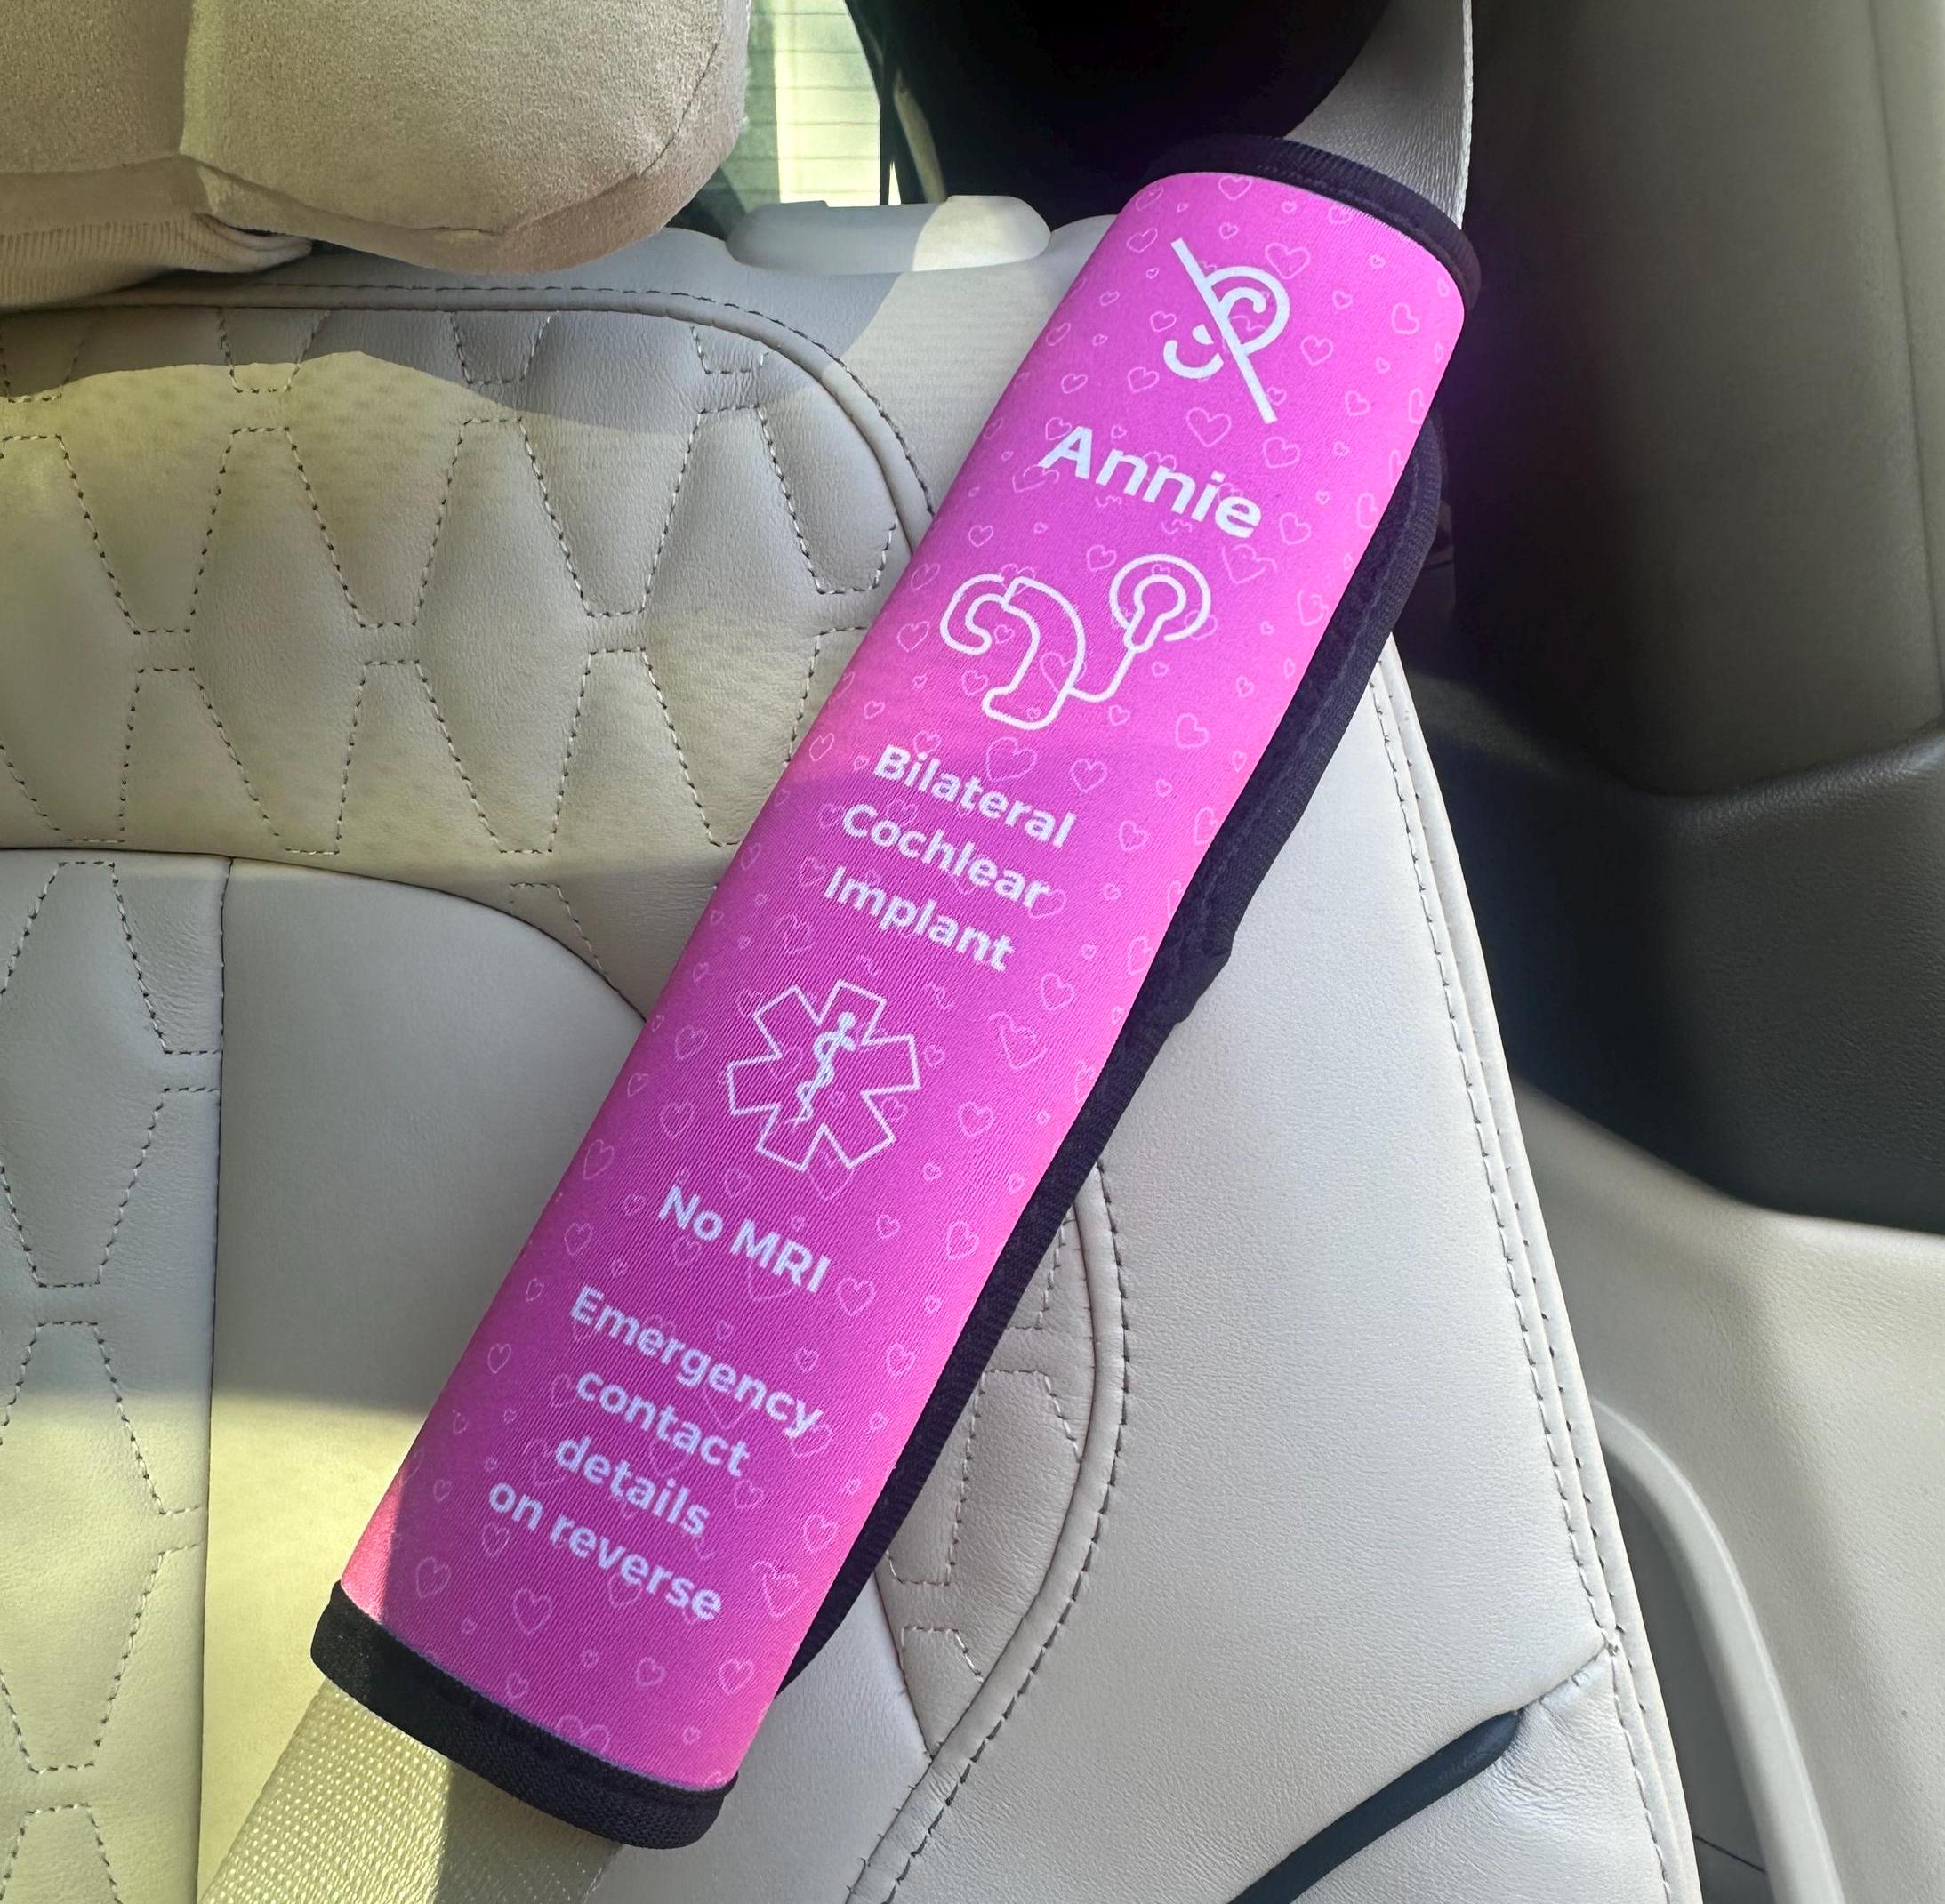 Annie
Bilateral
Cochlear
Implant
No MRI
Emergency
contact
details
on reverse